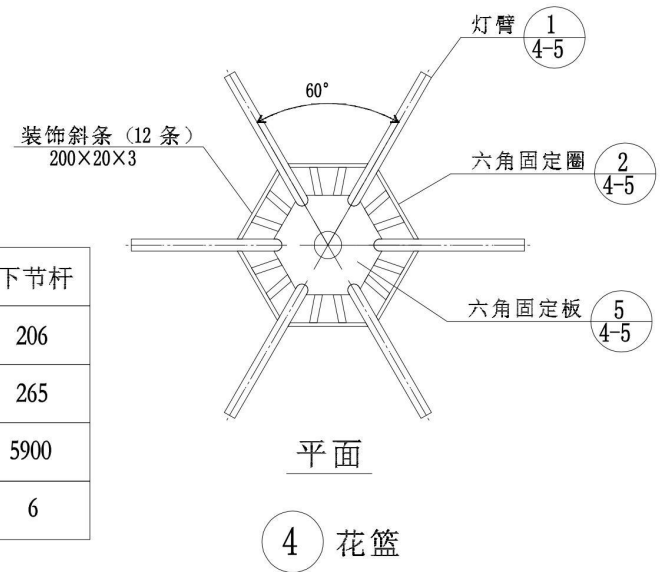 灯臂 1
4-5
60°
装饰斜条（12 条）
200×20×3
六角固定圈 2
4-5
下节杆
206
265
5900
6
六角固定板 5
4-5
平面
4 花篮